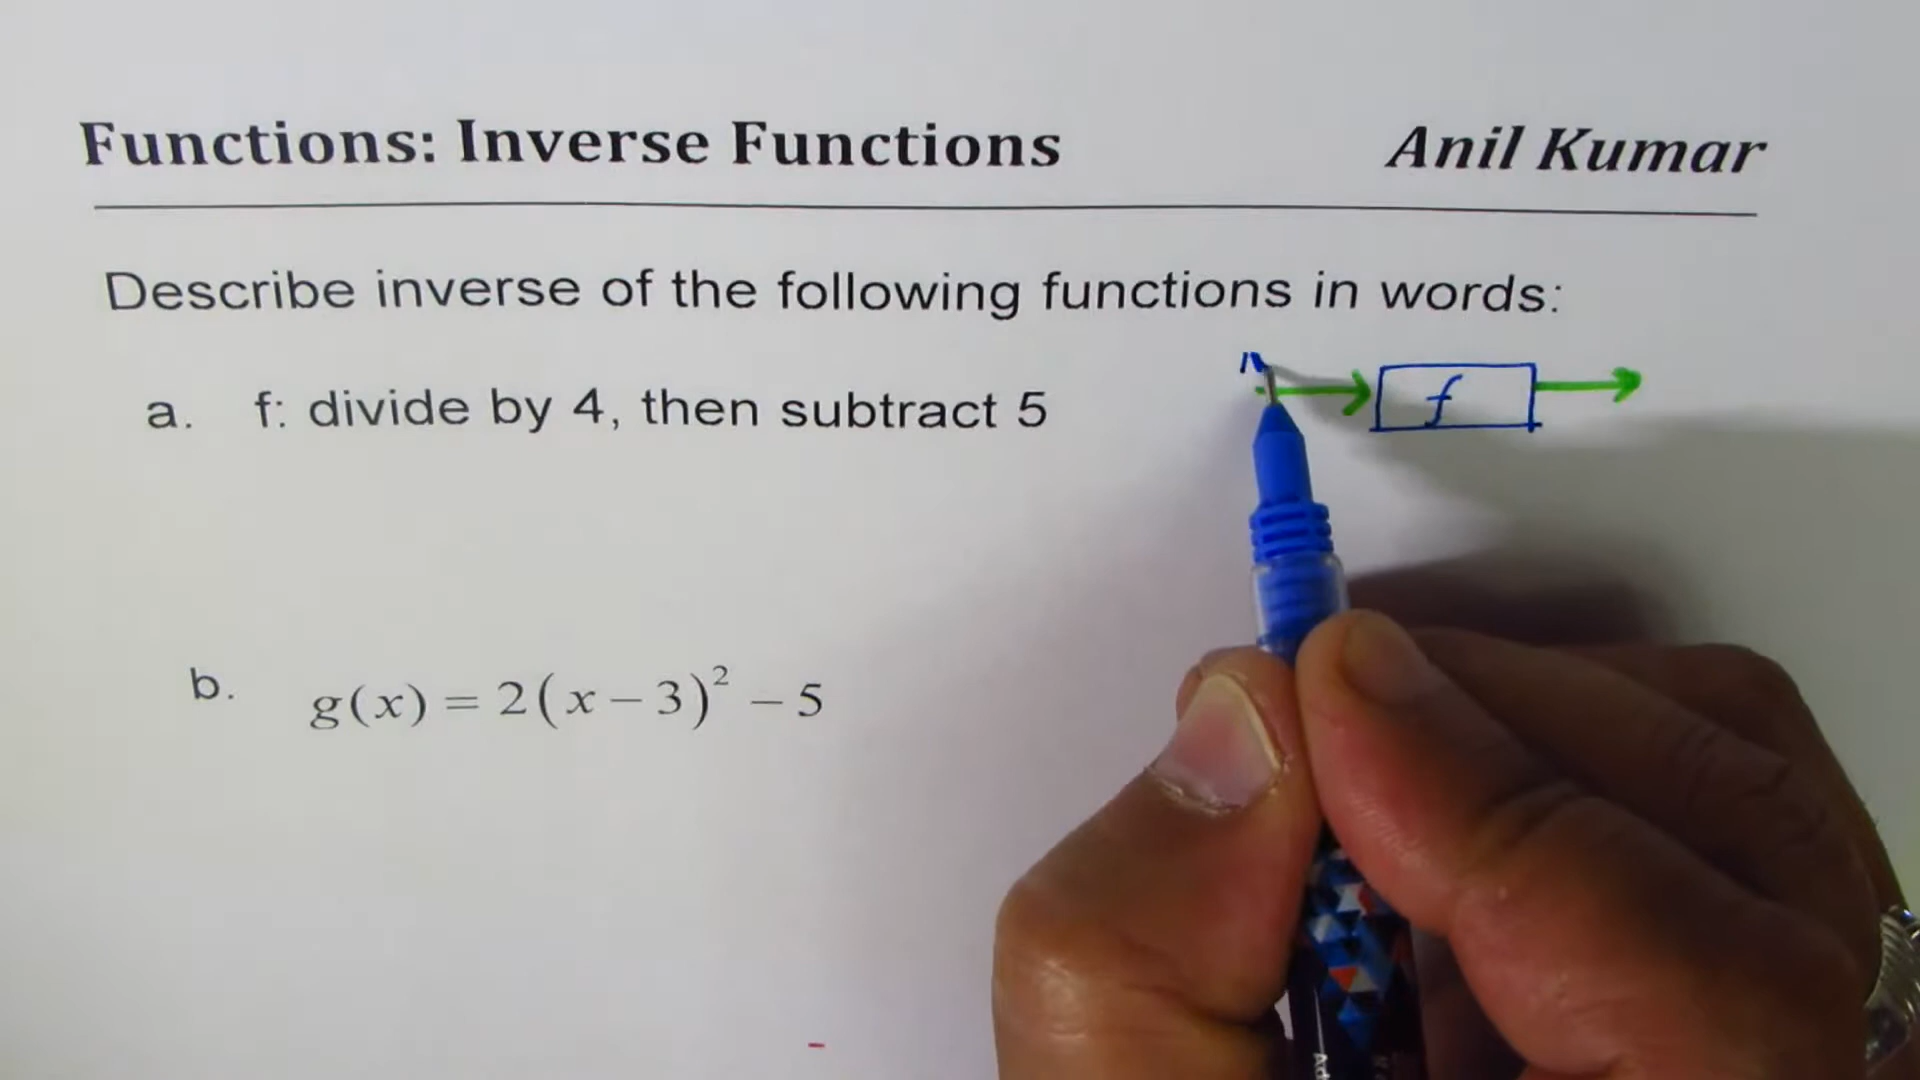 Functions: Inverse Functions Anil Kumar
Describe inverse of the following functions in words:
a. f: divide by 4, then subtract 5
f
b. g(x) = 2(x − 3)² − 5